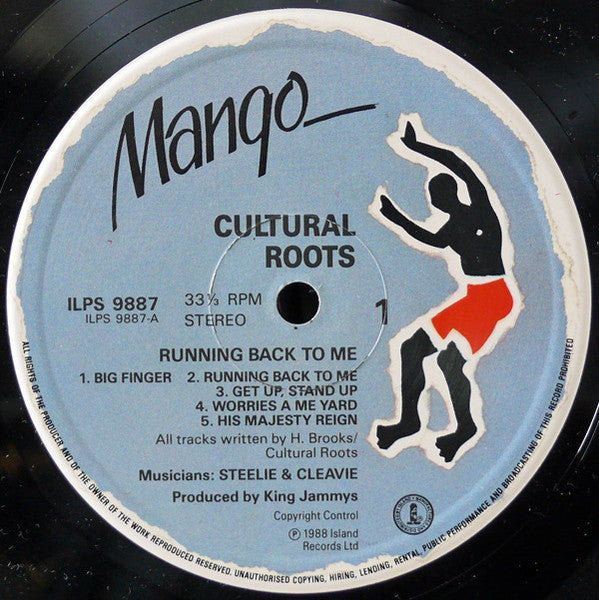 Mango
CULTURAL
ROOTS
ILPS 9887
ILPS 9887-A
33⅓ RPM
STEREO
1
RUNNING BACK TO ME
1. BIG FINGER 2. RUNNING BACK TO ME
3. GET UP, STAND UP
4. WORRIES A ME YARD
5. HIS MAJESTY REIGN
All tracks written by H. Brooks/
Cultural Roots
Musicians: STEELIE & CLEAVIE
Produced by King Jammys
Copyright Control
Ⓟ 1988 Island
Records Ltd
ALL RIGHTS OF THE PRODUCER AND OF THE OWNER OF THE WORK REPRODUCED RESERVED. UNAUTHORISED COPYING, HIRING, LENDING, RENTAL, PUBLIC PERFORMANCE AND BROADCASTING OF THIS RECORD PROHIBITED